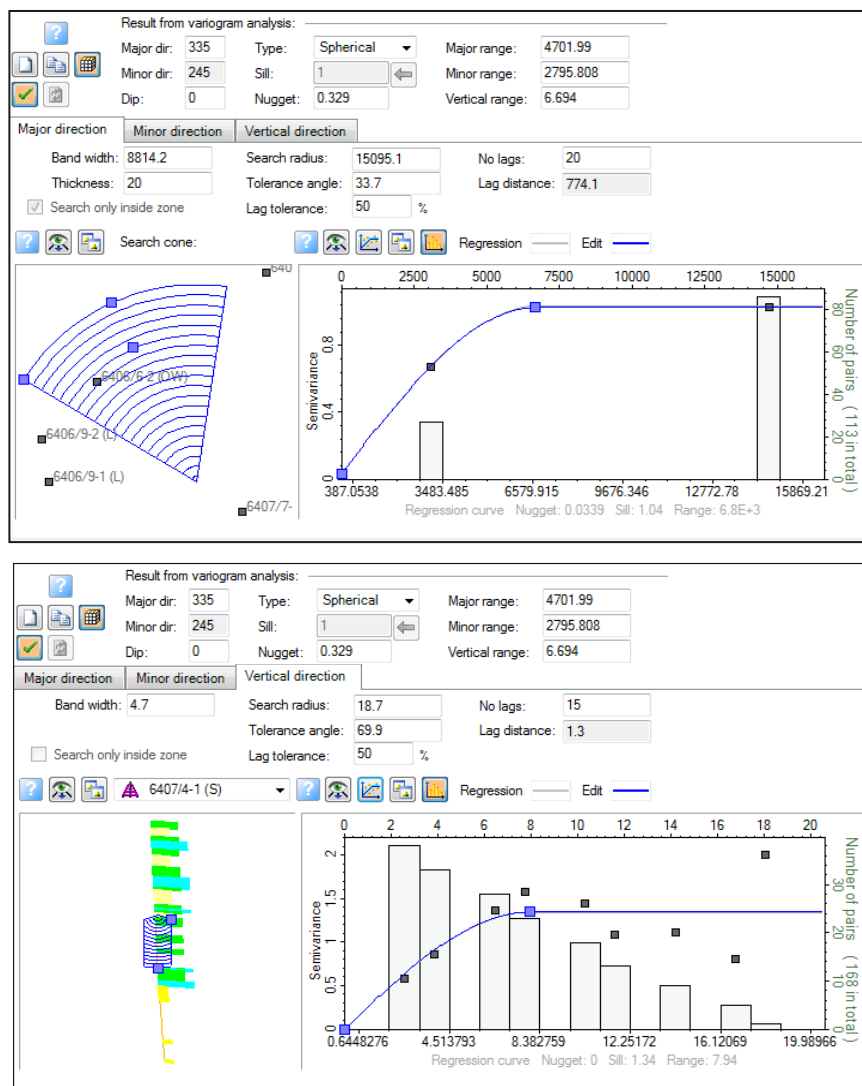 Result from variogram analysis:
Major dir: 335 Type: Spherical Major range: 4701.99
Minor dir: 245 Sill: 1 Minor range: 2795.808
Dip: 0 Nugget: 0.329 Vertical range: 6.694
Major direction Minor direction Vertical direction
Band width: 8814.2 Search radius: 15095.1 No lags: 20
Thickness: 20 Tolerance angle: 33.7 Lag distance: 774.1
Search only inside zone Lag tolerance: 50 %
? Search cone: ? Regression Edit
640
6406/6-2 (OW)
6406/9-2 (L)
6406/9-1 (L)
6407/7-
0 2500 5000 7500 10000 12500 15000
Semivariance
0.8
0.4
0
80
60
40
20
0
Number of pairs (113 in total)
387.0538 3483.485 6579.915 9676.346 12772.78 15869.21
Regression curve Nugget: 0.0339 Sill: 1.04 Range: 6.8E+3
Result from variogram analysis:
Major dir: 335 Type: Spherical Major range: 4701.99
Minor dir: 245 Sill: 1 Minor range: 2795.808
Dip: 0 Nugget: 0.329 Vertical range: 6.694
Major direction Minor direction Vertical direction
Band width: 4.7 Search radius: 18.7 No lags: 15
Tolerance angle: 69.9 Lag distance: 1.3
Search only inside zone Lag tolerance: 50 %
? 6407/4-1 (S) ? Regression Edit
0 2 4 6 8 10 12 14 16 18 20
Semivariance
2
1.5
1
0.5
0
30
20
10
0
Number of pairs (168 in total)
0.6448276 4.513793 8.382759 12.25172 16.12069 19.98966
Regression curve Nugget: 0 Sill: 1.34 Range: 7.94